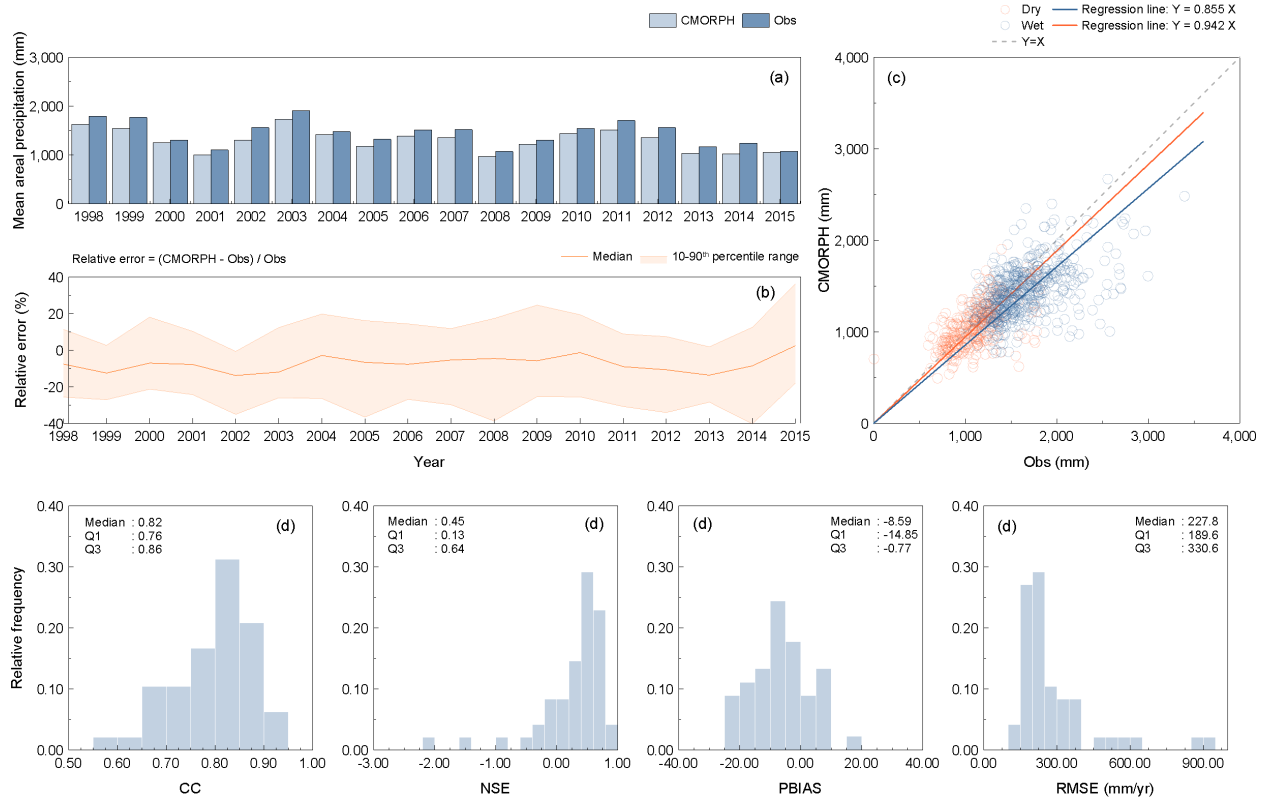 CMORPH Obs
Mean areal precipitation (mm)
3,000
2,000
1,000
0
(a)
1998 1999 2000 2001 2002 2003 2004 2005 2006 2007 2008 2009 2010 2011 2012 2013 2014 2015
Relative error = (CMORPH - Obs) / Obs
Median 10-90th percentile range
Relative error (%)
40
20
0
-20
-40
(b)
1998 1999 2000 2001 2002 2003 2004 2005 2006 2007 2008 2009 2010 2011 2012 2013 2014 2015
Year
Dry Regression line: Y = 0.855 X
Wet Regression line: Y = 0.942 X
Y=X
CMORPH (mm)
4,000
3,000
2,000
1,000
0
(c)
0 1,000 2,000 3,000 4,000
Obs (mm)
Relative frequency
0.40
0.30
0.20
0.10
0.00
Median : 0.82
Q1 : 0.76
Q3 : 0.86
(d)
0.50 0.60 0.70 0.80 0.90 1.00
CC
0.40
0.30
0.20
0.10
0.00
Median : 0.45
Q1 : 0.13
Q3 : 0.64
(d)
-3.00 -2.00 -1.00 0.00 1.00
NSE
0.40
0.30
0.20
0.10
0.00
(d)
Median : -8.59
Q1 : -14.85
Q3 : -0.77
-40.00 -20.00 0.00 20.00 40.00
PBIAS
0.40
0.30
0.20
0.10
0.00
(d)
Median : 227.8
Q1 : 189.6
Q3 : 330.6
0.00 300.00 600.00 900.00
RMSE (mm/yr)